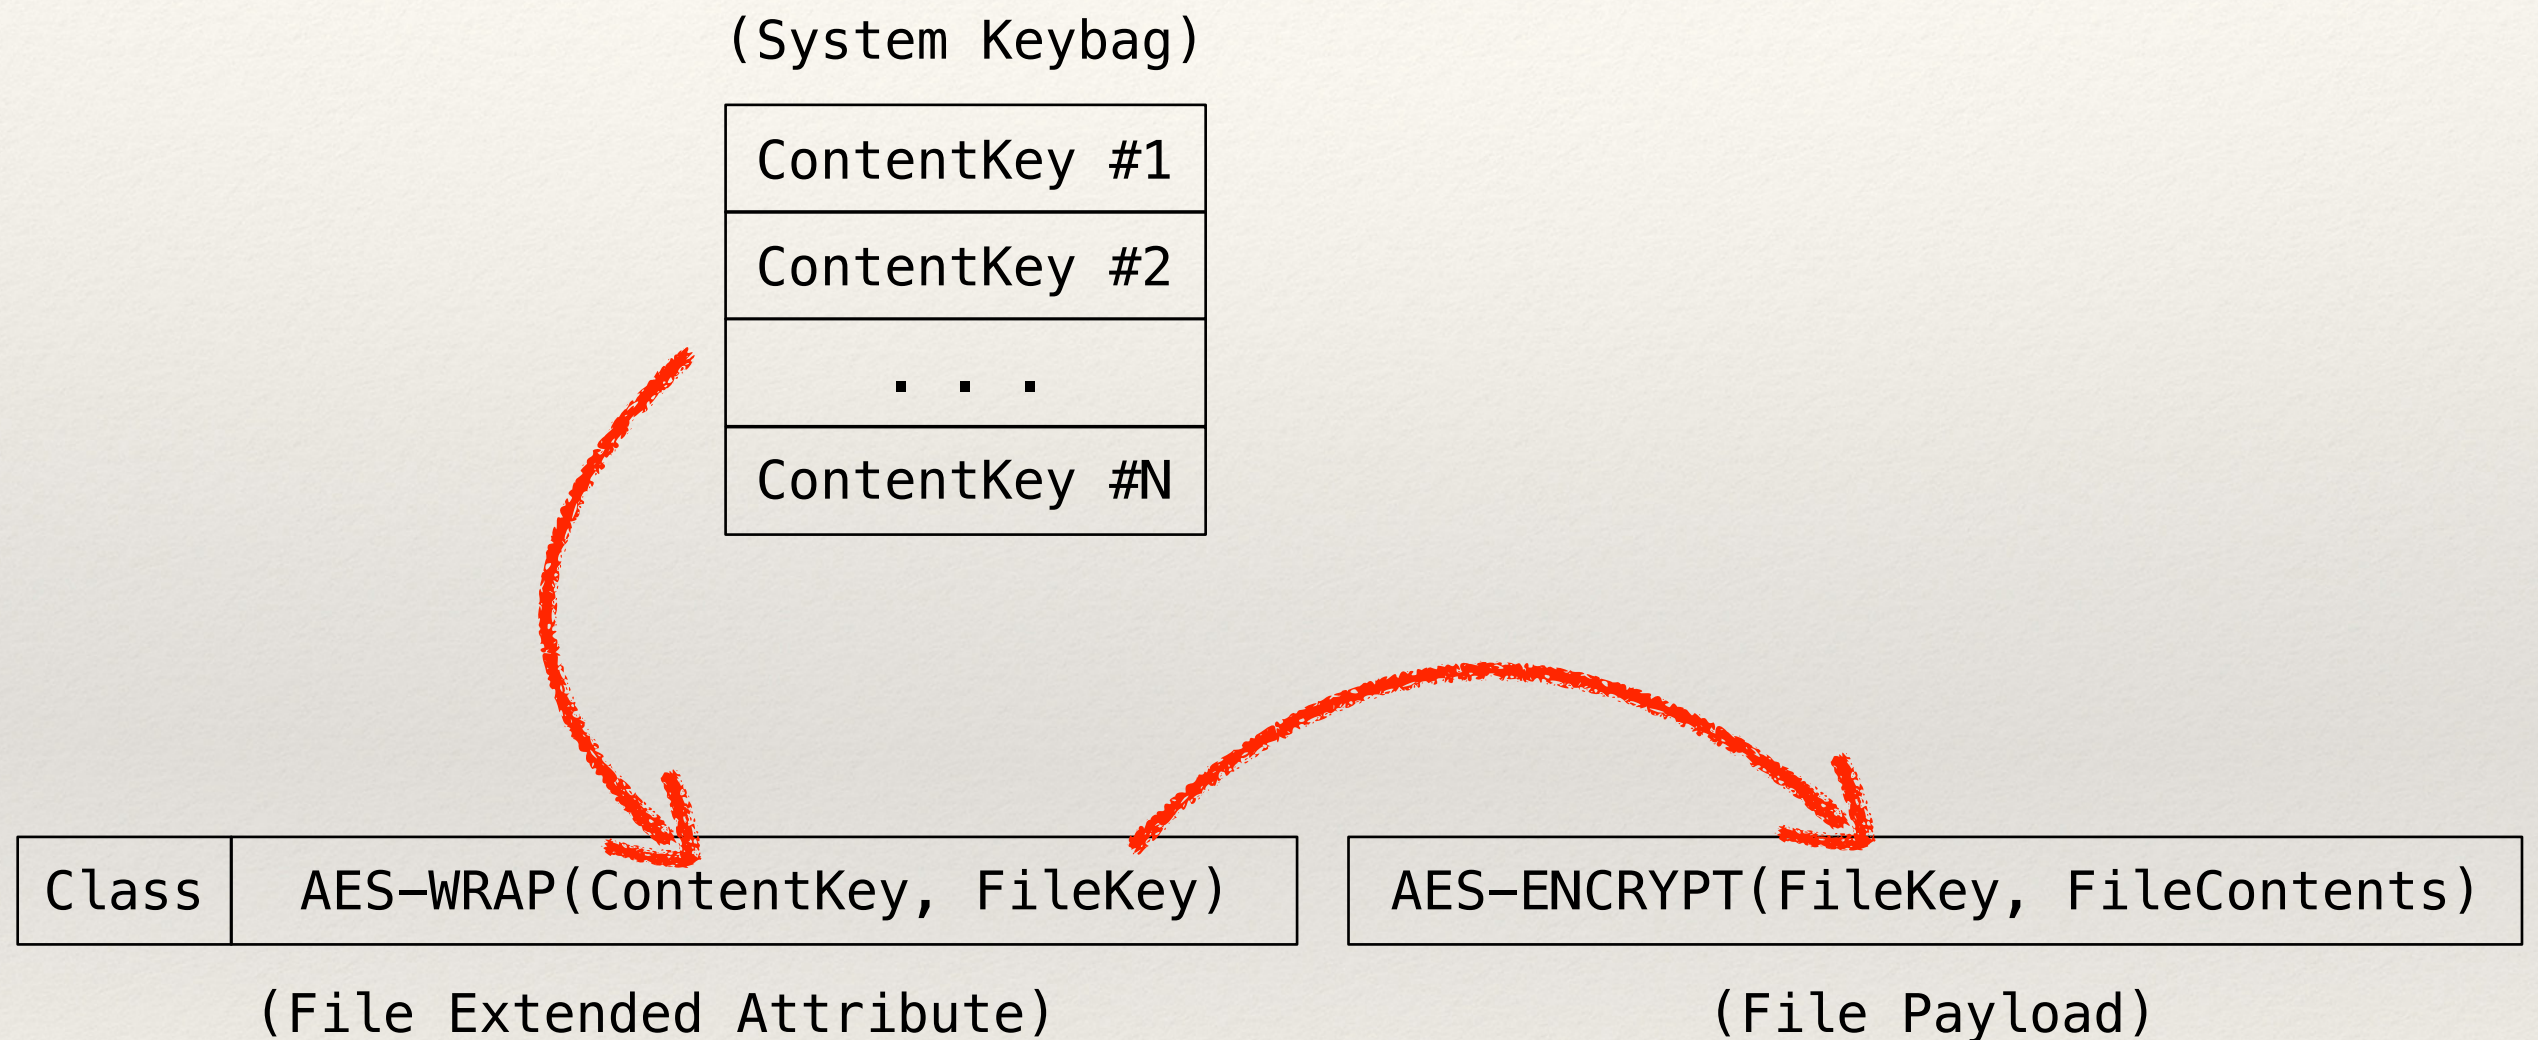 (System Keybag)
ContentKey #1
ContentKey #2
. . .
ContentKey #N
Class
AES-WRAP(ContentKey, FileKey)
AES-ENCRYPT(FileKey, FileContents)
(File Extended Attribute)
(File Payload)